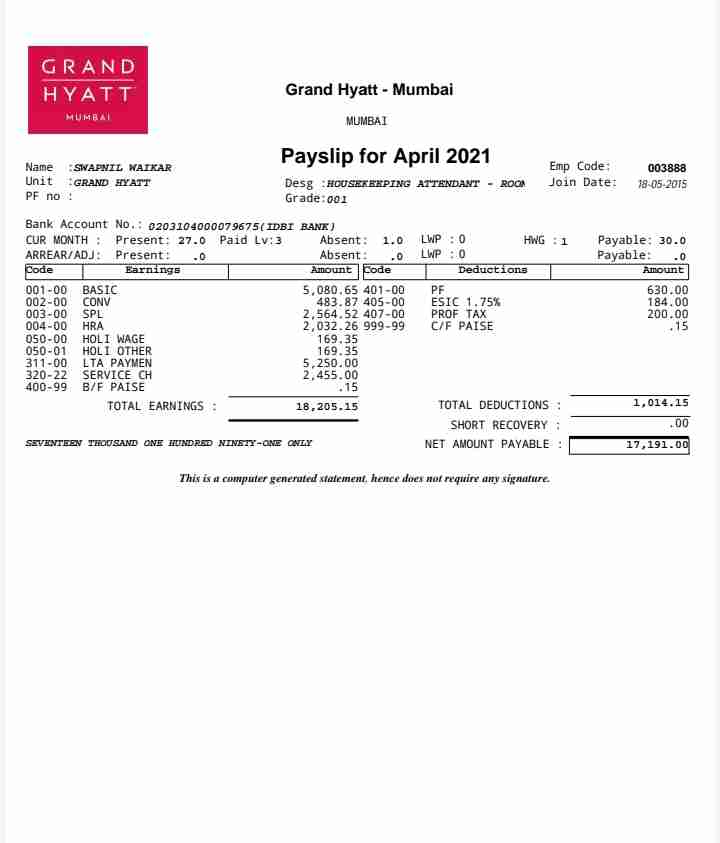 GRAND
HYATT
MUMBAI
Grand Hyatt - Mumbai
MUMBAI
Payslip for April 2021
Name :SWAPNIL WAIKAR Emp Code: 003888
Unit :GRAND HYATT Desg :HOUSEKEEPING ATTENDANT - ROOM Join Date: 18-05-2015
PF no : Grade:001
Bank Account No.: 0203104000079675(IDBI BANK)
CUR MONTH : Present: 27.0 Paid Lv:3 Absent: 1.0 LWP :0 HWG :1 Payable: 30.0
ARREAR/ADJ: Present: .0 Absent: .0 LWP :0 Payable: .0
Code Earnings Amount Code Deductions Amount
001-00 BASIC 5,080.65 401-00 PF 630.00
002-00 CONV 483.87 405-00 ESIC 1.75% 184.00
003-00 SPL 2,564.52 407-00 PROF TAX 200.00
004-00 HRA 2,032.26 999-99 C/F PAISE .15
050-00 HOLI WAGE 169.35
050-01 HOLI OTHER 169.35
311-00 LTA PAYMEN 5,250.00
320-22 SERVICE CH 2,455.00
400-99 B/F PAISE .15
TOTAL EARNINGS : 18,205.15 TOTAL DEDUCTIONS : 1,014.15
SHORT RECOVERY : .00
SEVENTEEN THOUSAND ONE HUNDRED NINETY-ONE ONLY NET AMOUNT PAYABLE : 17,191.00
This is a computer generated statement, hence does not require any signature.